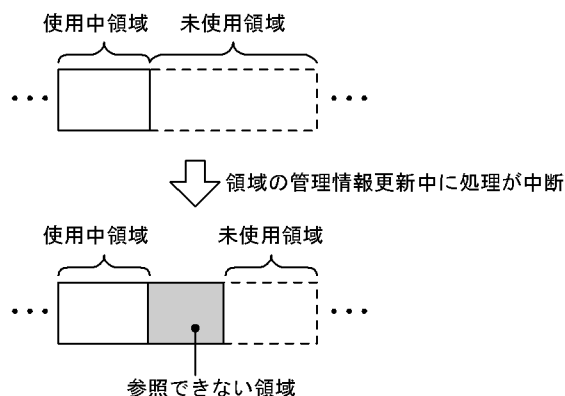 使用中領域 未使用領域
・・・ ・・・
領域の管理情報更新中に処理が中断
使用中領域 未使用領域
・・・ ・・・
参照できない領域